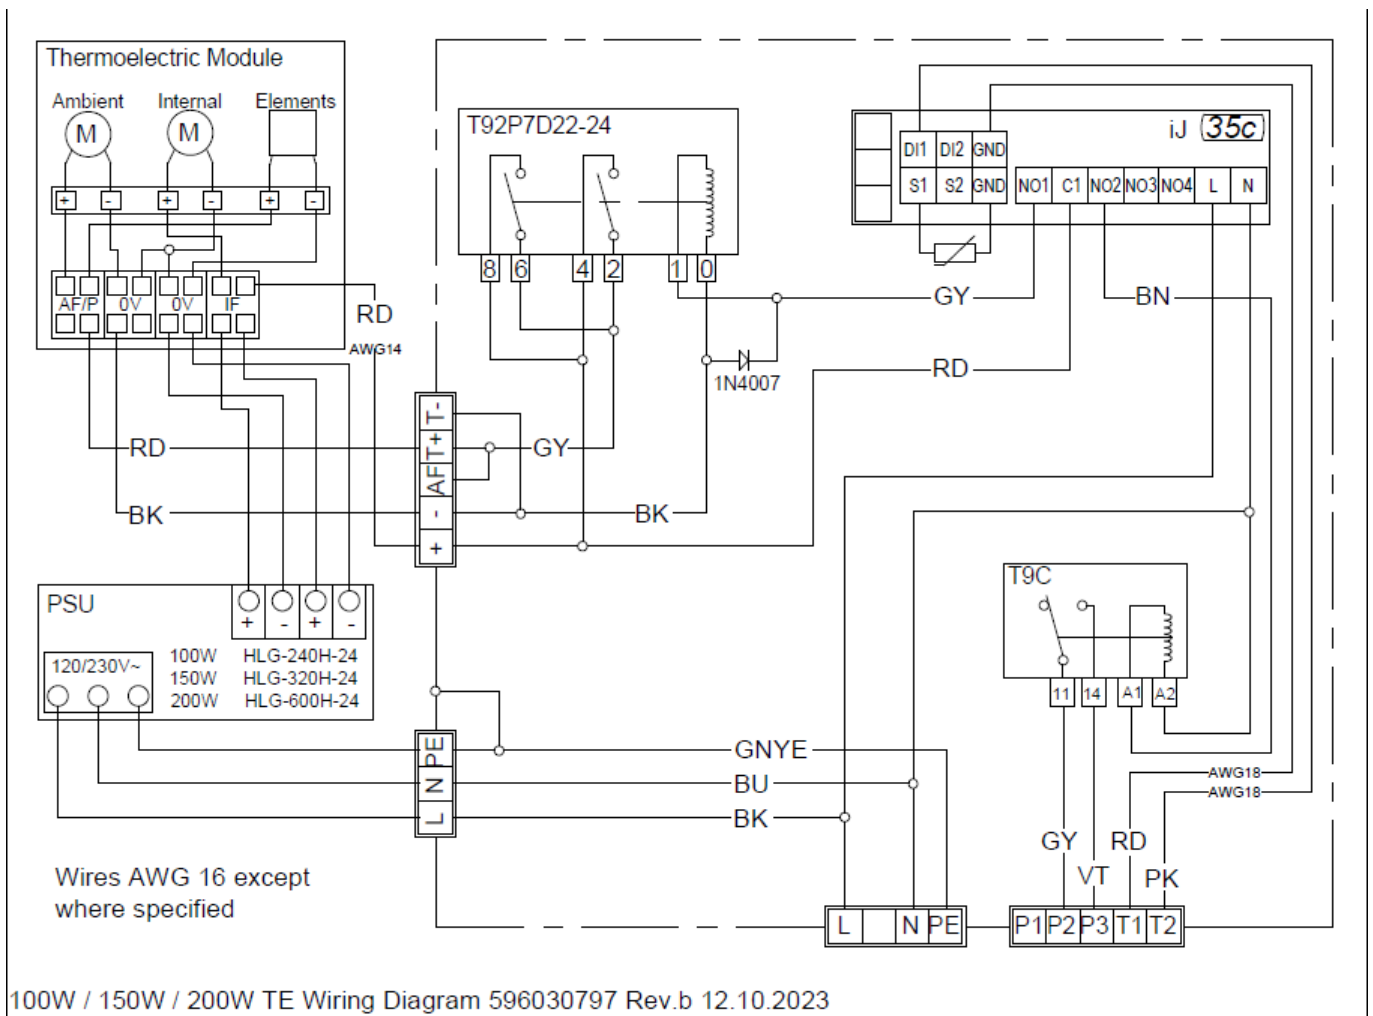 Thermoelectric Module
Ambient Internal Elements
M M
+ - + - + -
AF/P 0V 0V IF
RD
AWG14
T92P7D22-24
8 6 4 2 1 0
1N4007
iJ 35c
DI1 DI2 GND
S1 S2 GND NO1 C1 NO2 NO3 NO4 L N
GY
BN
RD
T-
T+
AF
-
+
RD
GY
BK
BK
PSU
+ - + -
120/230V~
100W HLG-240H-24
150W HLG-320H-24
200W HLG-600H-24
T9C
11 14 A1 A2
PE
N
L
GNYE
BU
BK
AWG18
AWG18
GY RD
VT PK
L N PE
P1 P2 P3 T1 T2
Wires AWG 16 except
where specified
100W / 150W / 200W TE Wiring Diagram 596030797 Rev.b 12.10.2023